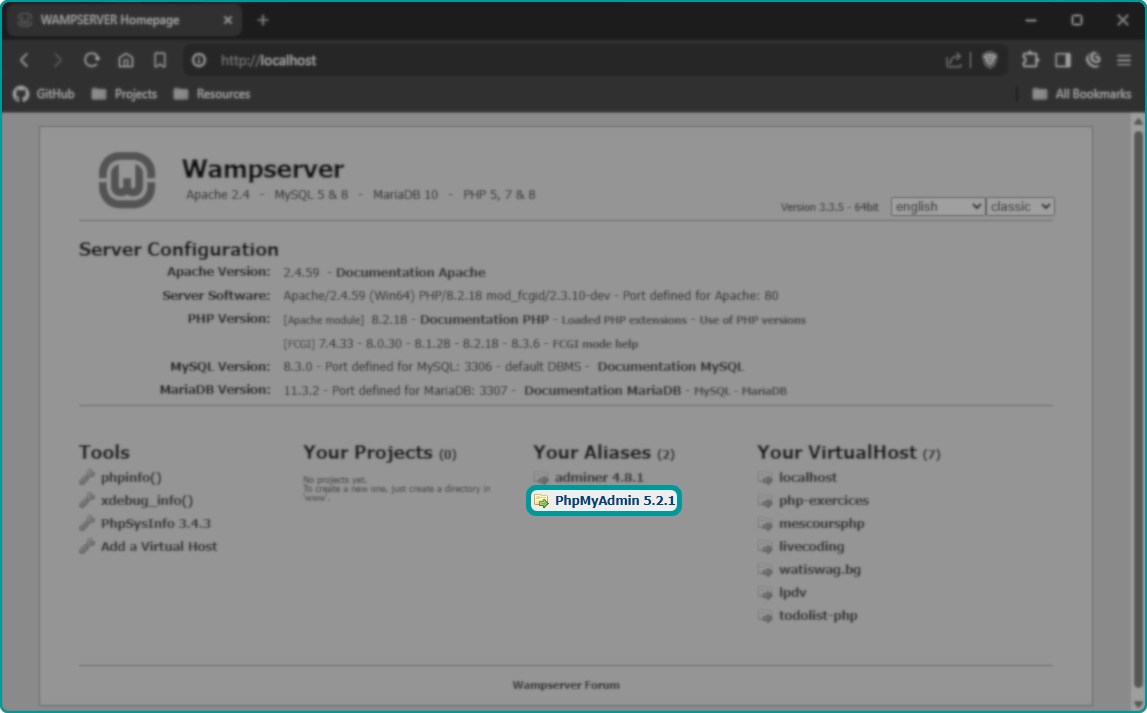 WAMPSERVER Homepage
http://localhost
GitHub Projects Resources All Bookmarks
Wampserver
Apache 2.4 - MySQL 5 & 8 - MariaDB 10 - PHP 5, 7 & 8
Version 3.3.5 - 64bit english classic
Server Configuration
Apache Version: 2.4.59 - Documentation Apache
Server Software: Apache/2.4.59 (Win64) PHP/8.2.18 mod_fcgid/2.3.10-dev - Port defined for Apache: 80
PHP Version: [Apache module] 8.2.18 - Documentation PHP - Loaded PHP extensions - Use of PHP versions
[FCGI] 7.4.33 - 8.0.30 - 8.1.28 - 8.2.18 - 8.3.6 - FCGI mode help
MySQL Version: 8.3.0 - Port defined for MySQL: 3306 - default DBMS - Documentation MySQL
MariaDB Version: 11.3.2 - Port defined for MariaDB: 3307 - Documentation MariaDB - MySQL - MariaDB
Tools
phpinfo()
xdebug_info()
PhpSysInfo 3.4.3
Add a Virtual Host
Your Projects (0)
No projects yet.
To create a new one, just create a directory in
'www'.
Your Aliases (2)
adminer 4.8.1
PhpMyAdmin 5.2.1
Your VirtualHost (7)
localhost
php-exercices
mescoursphp
livecoding
watiswag.bg
lpdv
todolist-php
Wampserver Forum